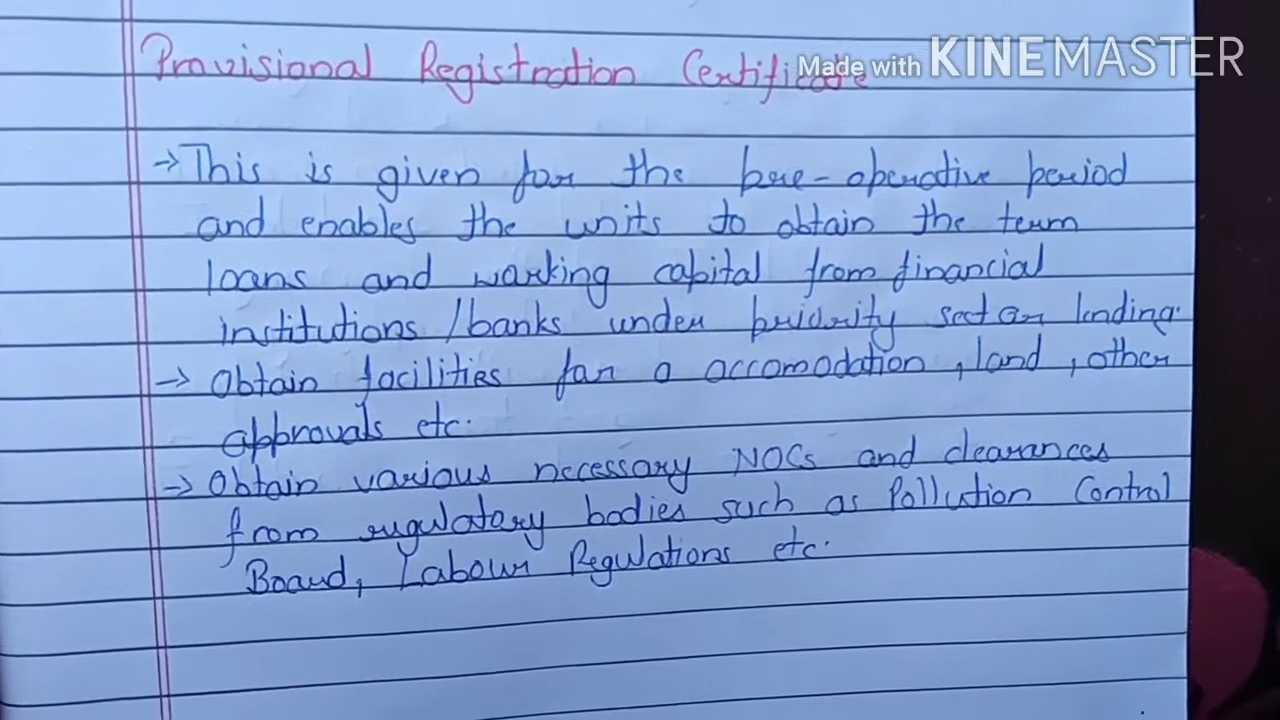 Provisional Registration Certificate
Made with KINEMASTER
→ This is given for the pre-operative period
and enables the units to obtain the term
loans and working capital from financial
institutions /banks under priority sector lending.
→ Obtain facilities for a accomodation, land, other
approvals etc.
→ Obtain various necessary NOCs and clearances
from regulatory bodies such as Pollution Control
Board, Labour Regulations etc.